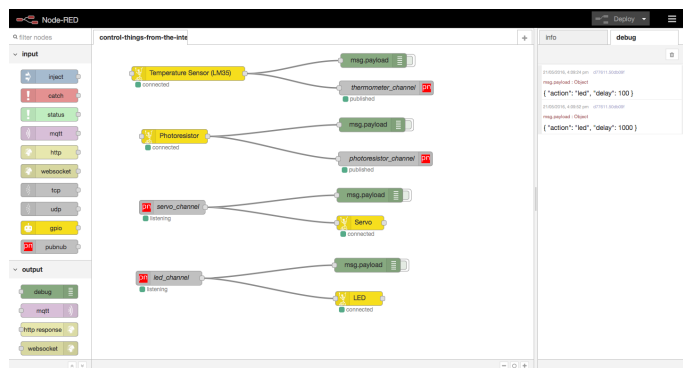 Node-RED
Deploy
filter nodes
input
inject
catch
status
mqtt
http
websocket
tcp
udp
gpio
pubnub
output
debug
mqtt
http response
websocket
control-things-from-the-inte
Temperature Sensor (LM35)
connected
msg.payload
thermometer_channel
published
Photoresistor
connected
msg.payload
photoresistor_channel
published
servo_channel
listening
msg.payload
Servo
connected
led_channel
listening
msg.payload
LED
connected
info
debug
msg.payload : Object
{ "action": "led", "delay": 100 }
msg.payload : Object
{ "action": "led", "delay": 1000 }